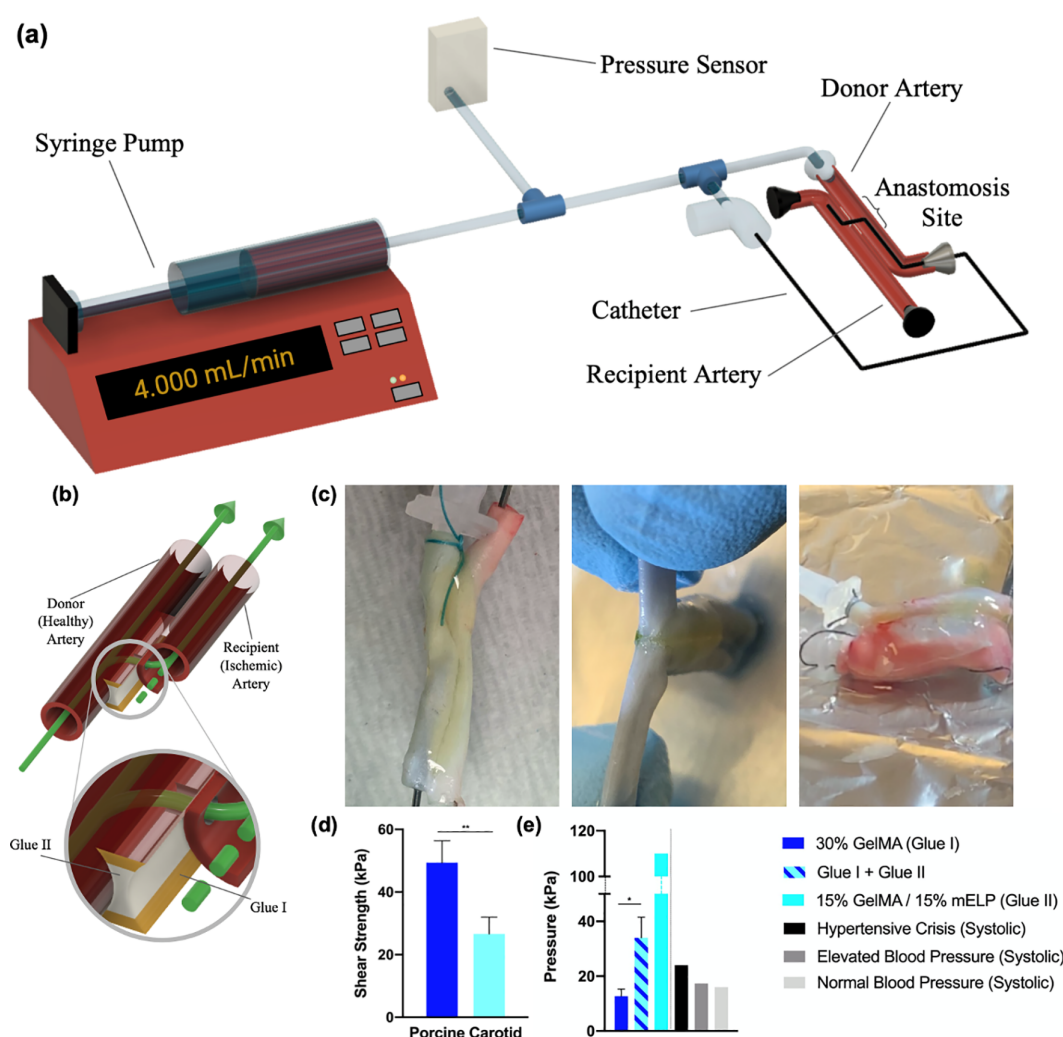 (a)
Pressure Sensor
Donor Artery
Syringe Pump
Anastomosis
Site
Catheter
4.000 mL/min
Recipient Artery
(b)
Donor
(Healthy)
Artery
Recipient
(Ischemic)
Artery
Glue II
Glue I
(c)
(d)
Shear Strength (kPa)
60
40
20
0
**
Porcine Carotid
(e)
Pressure (kPa)
120
100
40
20
0
*
30% GelMA (Glue I)
Glue I + Glue II
15% GelMA / 15% mELP (Glue II)
Hypertensive Crisis (Systolic)
Elevated Blood Pressure (Systolic)
Normal Blood Pressure (Systolic)